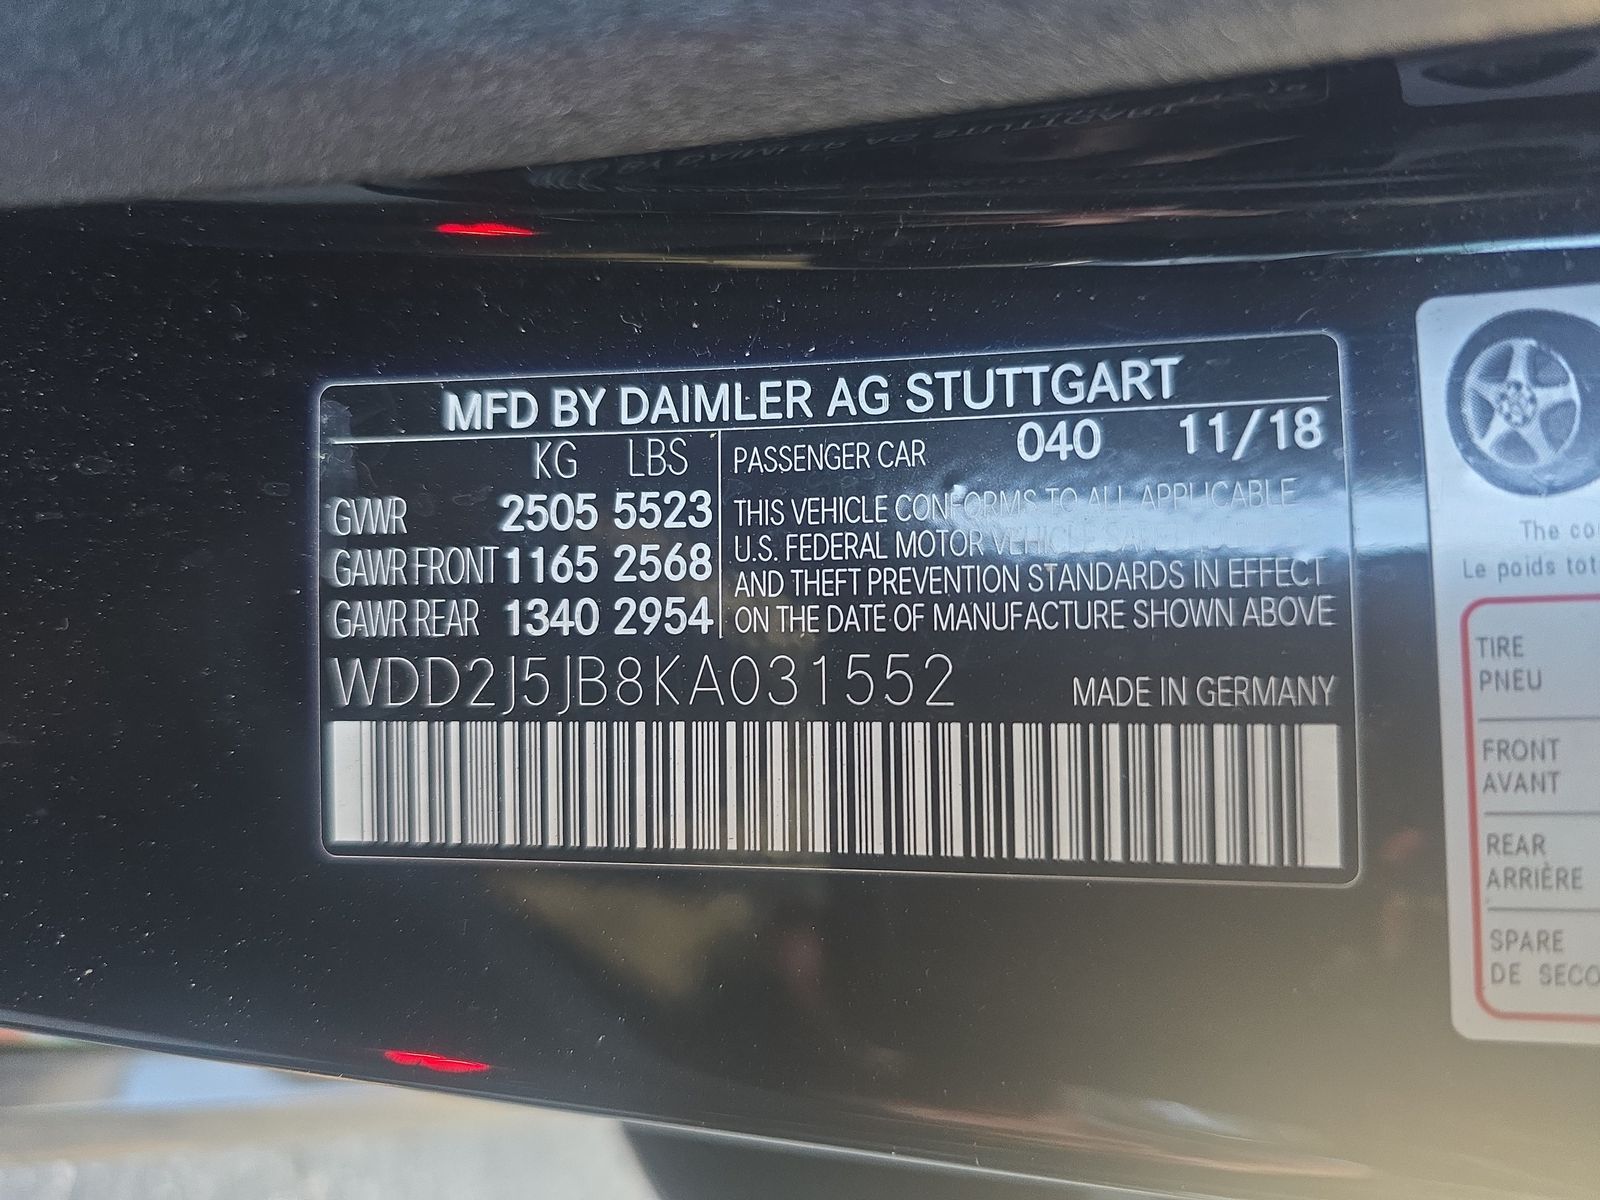 MFD BY DAIMLER AG STUTTGART
KG LBS
GVWR 2505 5523
GAWR FRONT 1165 2568
GAWR REAR 1340 2954
PASSENGER CAR 040 11/18
THIS VEHICLE CONFORMS TO ALL APPLICABLE
U.S. FEDERAL MOTOR VEHICLE SAFETY
AND THEFT PREVENTION STANDARDS IN EFFECT
ON THE DATE OF MANUFACTURE SHOWN ABOVE
WDD2J5JB8KA031552
MADE IN GERMANY
The co
Le poids tot
TIRE
PNEU
FRONT
AVANT
REAR
ARRIÈRE
SPARE
DE SECO